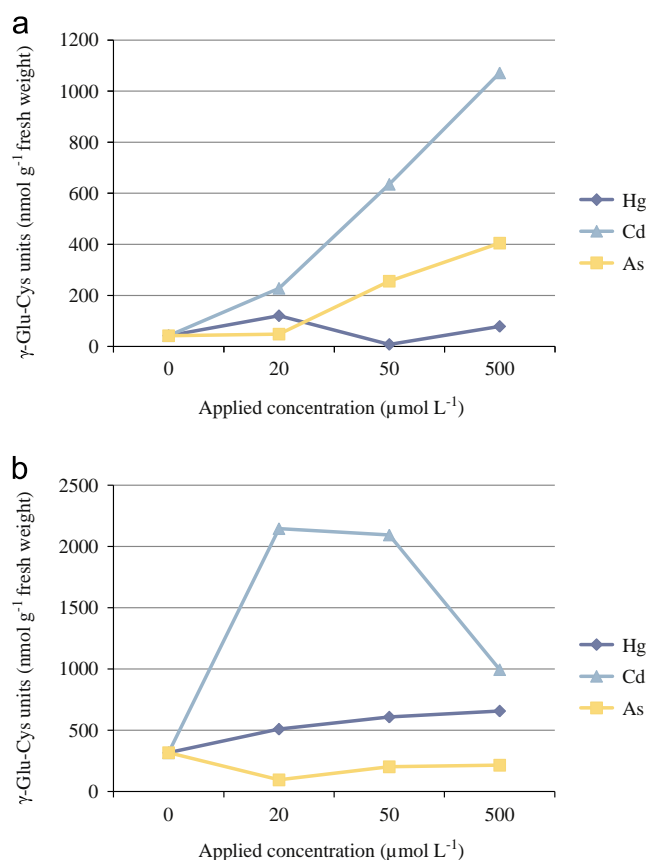 a
γ-Glu-Cys units (nmol g⁻¹ fresh weight)
1200
1000
800
600
400
200
0
0 20 50 500
Applied concentration (µmol L⁻¹)
Hg
Cd
As
b
γ-Glu-Cys units (nmol g⁻¹ fresh weight)
2500
2000
1500
1000
500
0
0 20 50 500
Applied concentration (µmol L⁻¹)
Hg
Cd
As